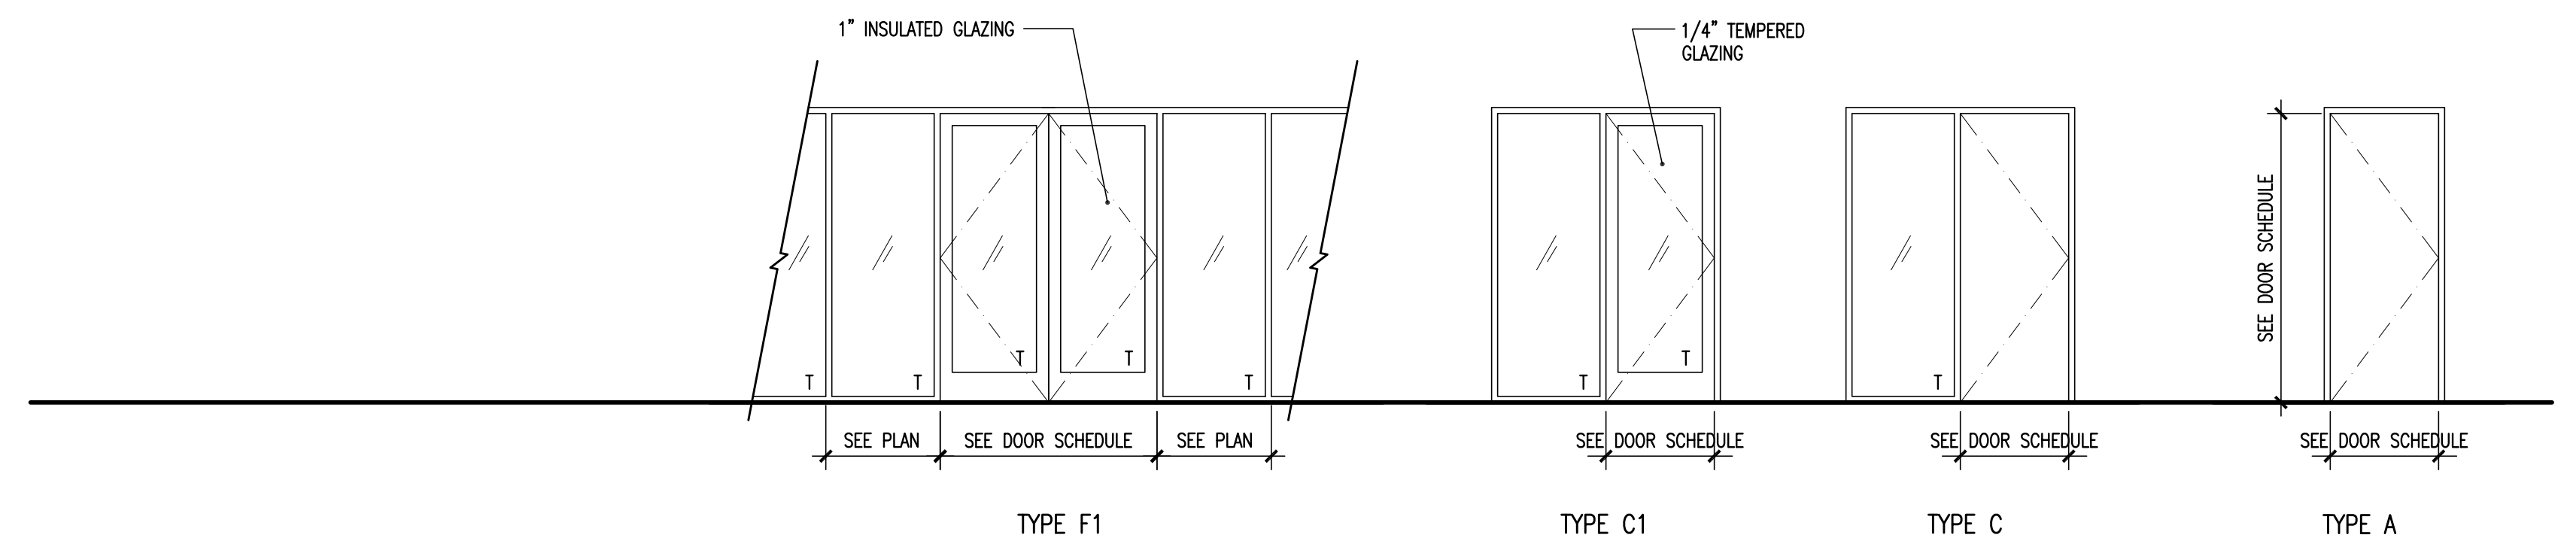 1” INSULATED GLAZING
1/4” TEMPERED
GLAZING
SEE DOOR SCHEDULE
T
T
T
T
T
T
T
T
SEE PLAN
SEE DOOR SCHEDULE
SEE PLAN
SEE DOOR SCHEDULE
SEE DOOR SCHEDULE
SEE DOOR SCHEDULE
TYPE F1
TYPE C1
TYPE C
TYPE A